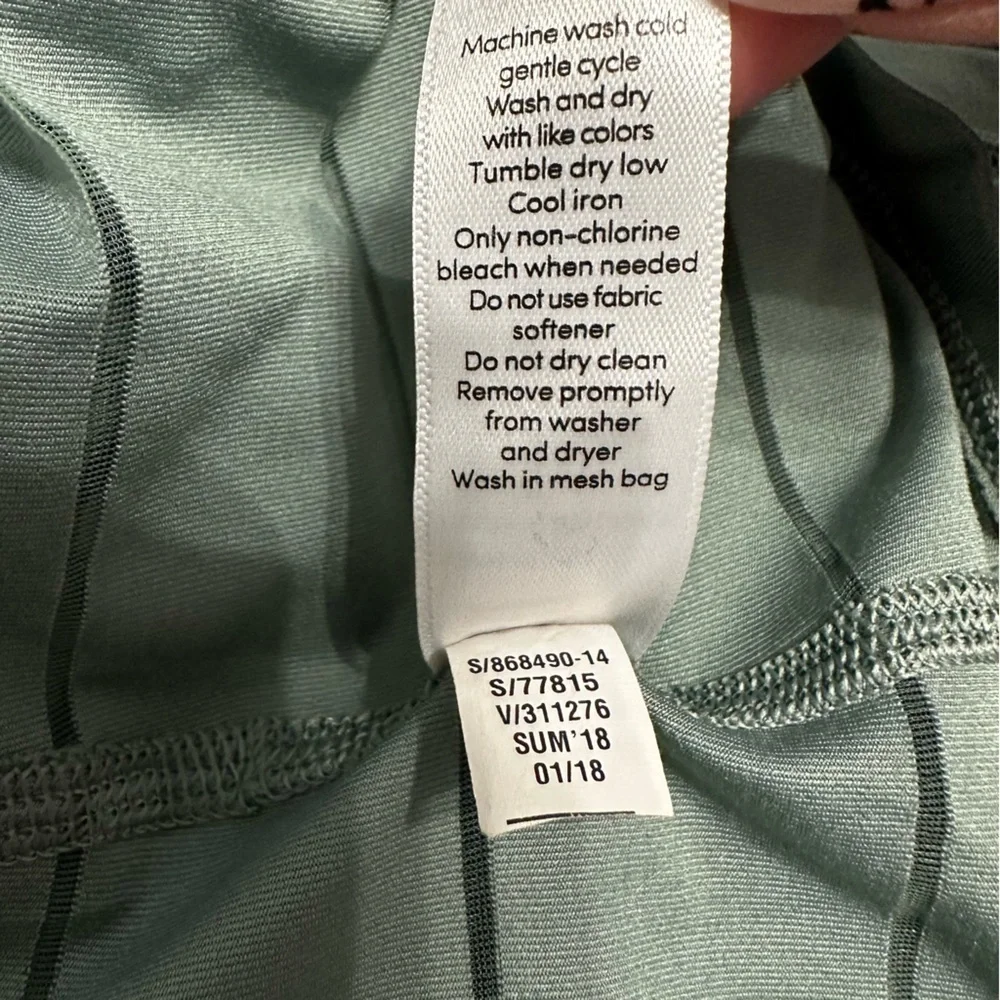 Machine wash cold
gentle cycle
Wash and dry
with like colors
Tumble dry low
Cool iron
Only non-chlorine
bleach when needed
Do not use fabric
softener
Do not dry clean
Remove promptly
from washer
and dryer
Wash in mesh bag
S/868490-14
S/77815
V/311276
SUM'18
01/18